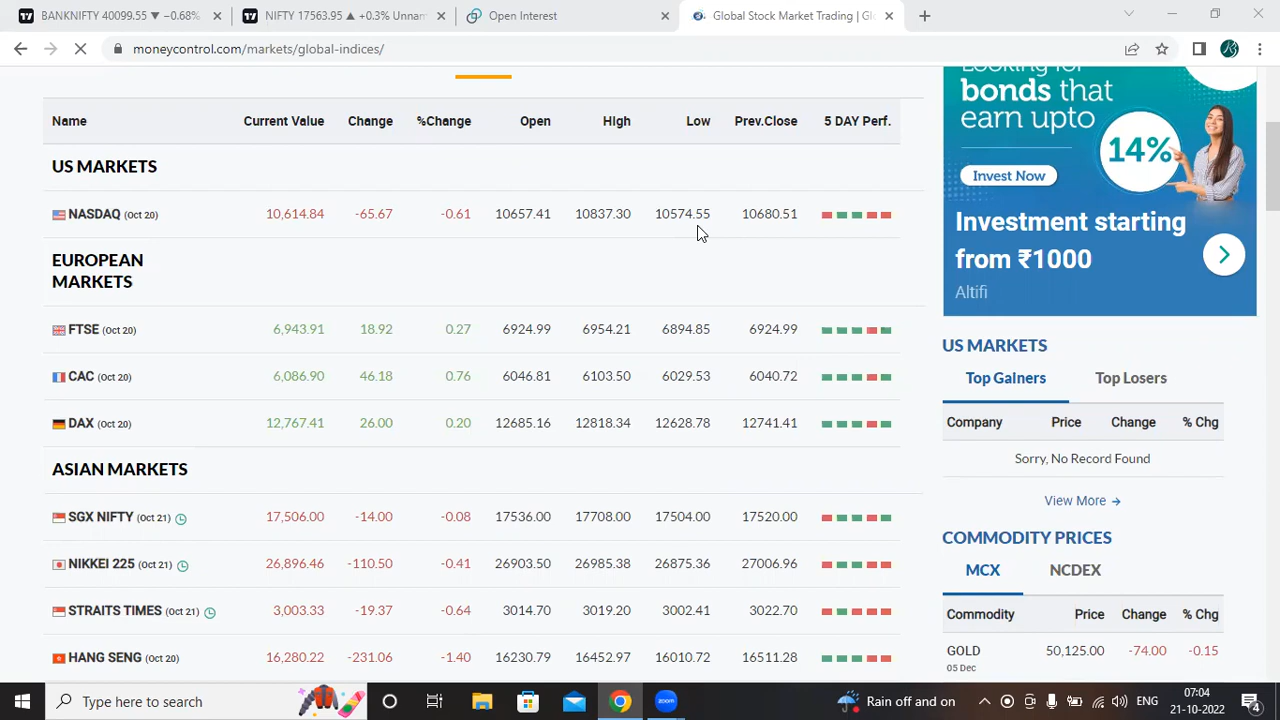 BANKNIFTY 40099.55 ▼ −0.68%
NIFTY 17563.95 ▲ +0.3% Unnam
Open Interest
Global Stock Market Trading | Glo
moneycontrol.com/markets/global-indices/
Name Current Value Change %Change Open High Low Prev.Close 5 DAY Perf.
US MARKETS
NASDAQ (Oct 20) 10,614.84 -65.67 -0.61 10657.41 10837.30 10574.55 10680.51
EUROPEAN
MARKETS
FTSE (Oct 20) 6,943.91 18.92 0.27 6924.99 6954.21 6894.85 6924.99
CAC (Oct 20) 6,086.90 46.18 0.76 6046.81 6103.50 6029.53 6040.72
DAX (Oct 20) 12,767.41 26.00 0.20 12685.16 12818.34 12628.78 12741.41
ASIAN MARKETS
SGX NIFTY (Oct 21) 17,506.00 -14.00 -0.08 17536.00 17708.00 17504.00 17520.00
NIKKEI 225 (Oct 21) 26,896.46 -110.50 -0.41 26903.50 26985.38 26875.36 27006.96
STRAITS TIMES (Oct 21) 3,003.33 -19.37 -0.64 3014.70 3019.20 3002.41 3022.70
HANG SENG (Oct 20) 16,280.22 -231.06 -1.40 16230.79 16452.97 16010.72 16511.28
Looking for
bonds that
earn upto
14%
Invest Now
Investment starting
from ₹1000
Altifi
US MARKETS
Top Gainers Top Losers
Company Price Change % Chg
Sorry, No Record Found
View More →
COMMODITY PRICES
MCX NCDEX
Commodity Price Change % Chg
GOLD 50,125.00 -74.00 -0.15
05 Dec
Type here to search
zoom
Rain off and on
ENG
07:04
21-10-2022
4